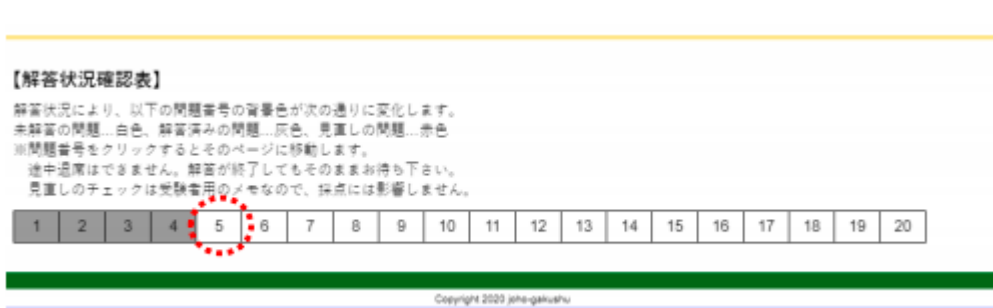 【解答状況確認表】
解答状況により、以下の問題番号の背景色が次の通りに変化します。
未解答の問題…白色、解答済みの問題…灰色、見直しの問題…赤色
※問題番号をクリックするとそのページに移動します。
途中退席はできません。解答が終了してもそのままお待ち下さい。
見直しのチェックは受験者用のメモなので、採点には影響しません。
1 2 3 4 5 6 7 8 9 10 11 12 13 14 15 16 17 18 19 20
Copyright 2020 joho-gakushu